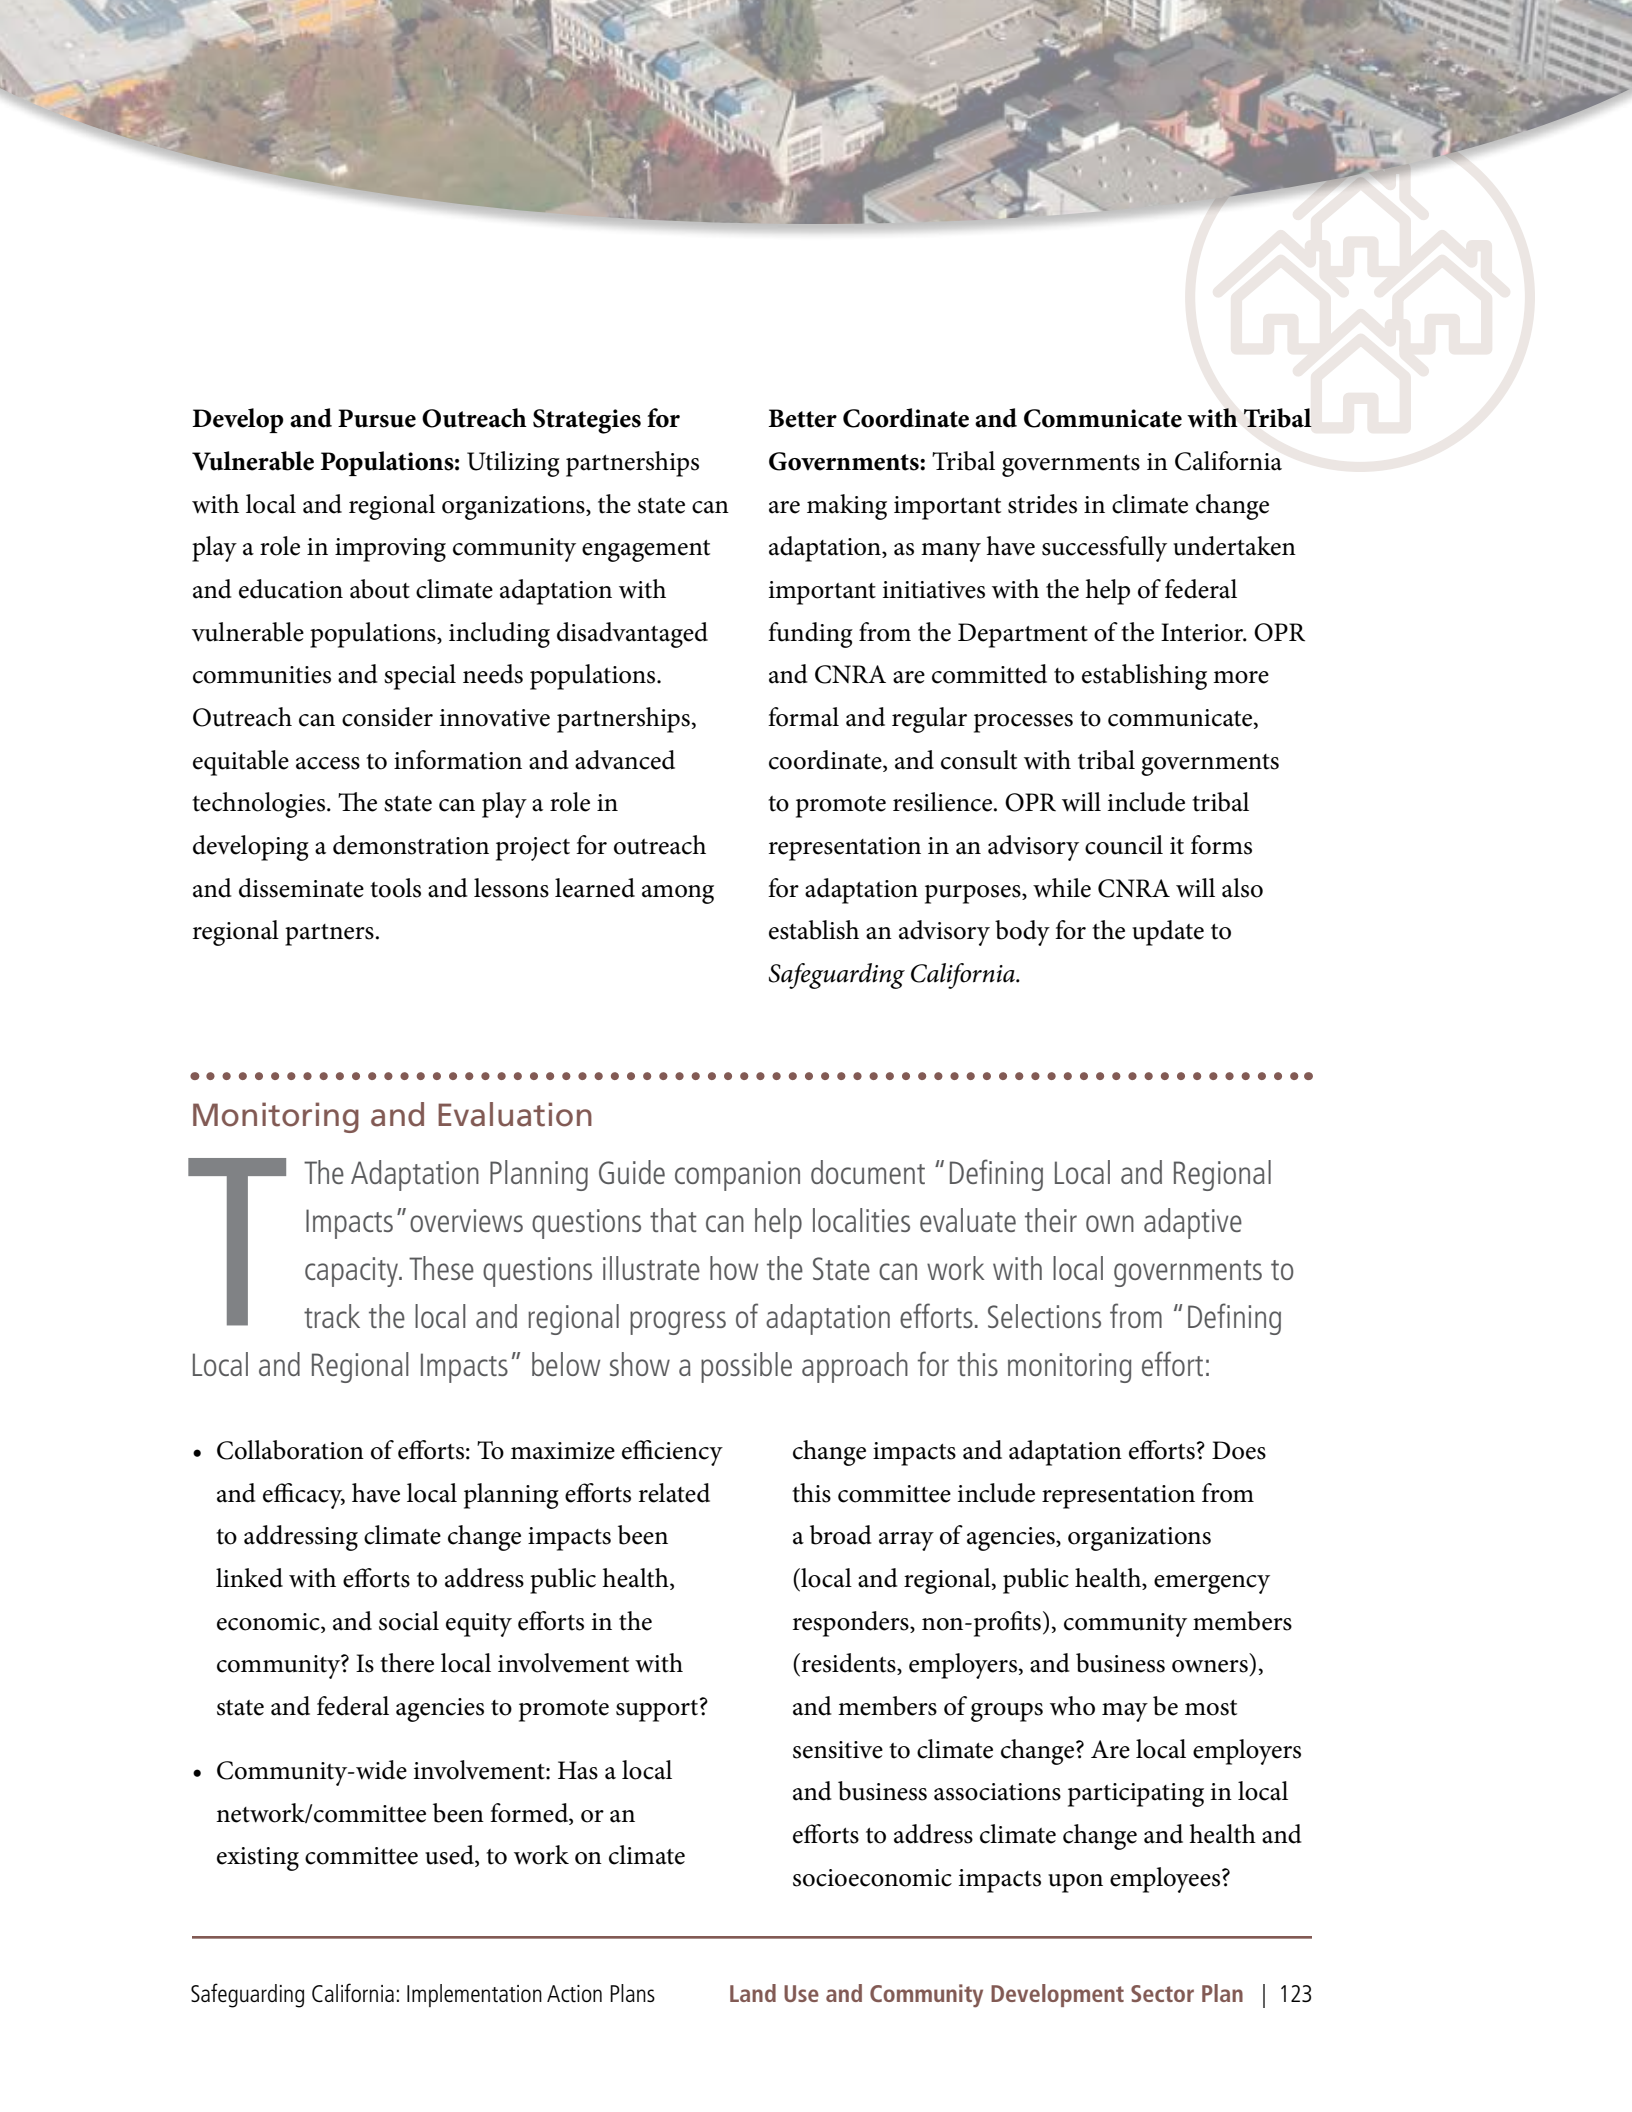 Develop and Pursue Outreach Strategies for
Vulnerable Populations: Utilizing partnerships
with local and regional organizations, the state can
play a role in improving community engagement
and education about climate adaptation with
vulnerable populations, including disadvantaged
communities and special needs populations.
Outreach can consider innovative partnerships,
equitable access to information and advanced
technologies. The state can play a role in
developing a demonstration project for outreach
and disseminate tools and lessons learned among
regional partners.
Better Coordinate and Communicate with Tribal
Governments: Tribal governments in California
are making important strides in climate change
adaptation, as many have successfully undertaken
important initiatives with the help of federal
funding from the Department of the Interior. OPR
and CNRA are committed to establishing more
formal and regular processes to communicate,
coordinate, and consult with tribal governments
to promote resilience. OPR will include tribal
representation in an advisory council it forms
for adaptation purposes, while CNRA will also
establish an advisory body for the update to
Safeguarding California.
Monitoring and Evaluation
T The Adaptation Planning Guide companion document “Defining Local and Regional
Impacts”overviews questions that can help localities evaluate their own adaptive
capacity. These questions illustrate how the State can work with local governments to
track the local and regional progress of adaptation efforts. Selections from “Defining
Local and Regional Impacts” below show a possible approach for this monitoring effort:
• Collaboration of efforts: To maximize efficiency
and efficacy, have local planning efforts related
to addressing climate change impacts been
linked with efforts to address public health,
economic, and social equity efforts in the
community? Is there local involvement with
state and federal agencies to promote support?
• Community-wide involvement: Has a local
network/committee been formed, or an
existing committee used, to work on climate
change impacts and adaptation efforts? Does
this committee include representation from
a broad array of agencies, organizations
(local and regional, public health, emergency
responders, non-profits), community members
(residents, employers, and business owners),
and members of groups who may be most
sensitive to climate change? Are local employers
and business associations participating in local
efforts to address climate change and health and
socioeconomic impacts upon employees?
Safeguarding California: Implementation Action Plans
Land Use and Community Development Sector Plan | 123